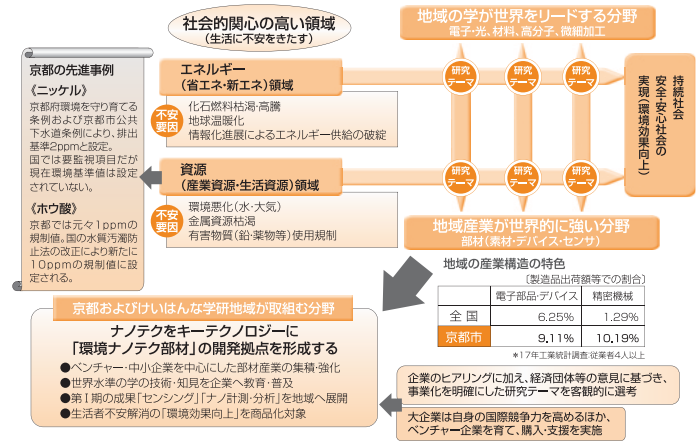 社会的関心の高い領域
（生活に不安をきたす）
地域の学が世界をリードする分野
電子・光、材料、高分子、微細加工
京都の先進事例
《ニッケル》
京都府環境を守り育てる
条例および京都市公共
下水道条例により、排出
基準2ppmと設定。
国では要監視項目だが
現在環境基準値は設定
されていない。
《ホウ酸》
京都では元々1ppmの
規制値。国の水質汚濁防
止法の改正により新たに
10ppmの規制値に設
定される。
エネルギー
（省エネ・新エネ）領域
不安
要因
化石燃料枯渇・高騰
地球温暖化
情報化進展によるエネルギー供給の破綻
資源
（産業資源・生活資源）領域
不安
要因
環境悪化（水・大気）
金属資源枯渇
有害物質（鉛・薬物等）使用規制
研究
テーマ
研究
テーマ
研究
テーマ
研究
テーマ
研究
テーマ
研究
テーマ
持続社会
安全・安心社会の
実現（環境効果向上）
地域産業が世界的に強い分野
部材（素材・デバイス・センサ）
地域の産業構造の特色
〔製造品出荷額等での割合〕
電子部品・デバイス 精密機械
全 国 6.25% 1.29%
京都市 9.11% 10.19%
＊17年工業統計調査:従業者4人以上
京都およびけいはんな学研地域が取組む分野
ナノテクをキーテクノロジーに
「環境ナノテク部材」の開発拠点を形成する
●ベンチャー・中小企業を中心にした部材産業の集積・強化
●世界水準の学の技術・知見を企業へ教育・普及
●第Ⅰ期の成果「センシング」「ナノ計測・分析」を地域へ展開
●生活者不安解消の「環境効果向上」を商品化対象
企業のヒアリングに加え、経済団体等の意見に基づき、
事業化を明確にした研究テーマを客観的に選考
大企業は自身の国際競争力を高めるほか、
ベンチャー企業を育て、購入・支援を実施